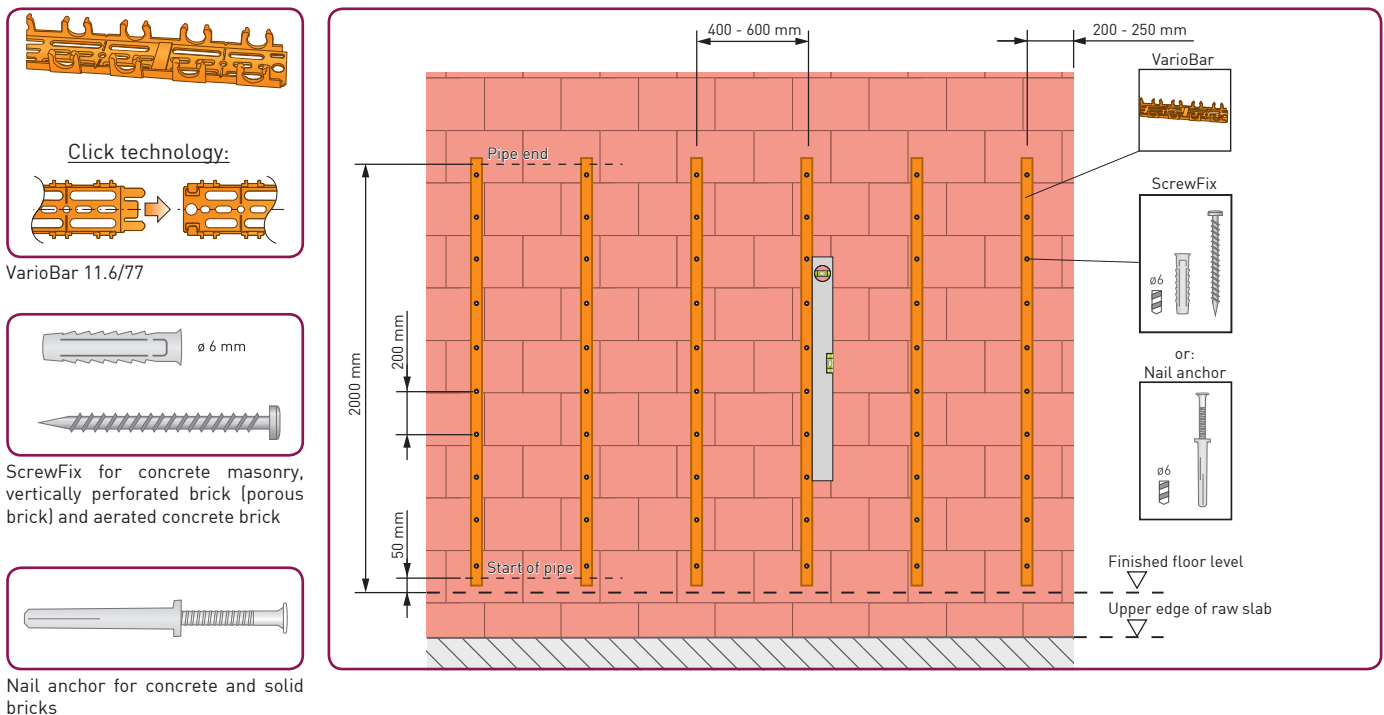 Click technology:
VarioBar 11.6/77
ø 6 mm
ScrewFix for concrete masonry,
vertically perforated brick (porous
brick) and aerated concrete brick
Nail anchor for concrete and solid
bricks
400 - 600 mm
200 - 250 mm
Pipe end
2000 mm
200 mm
50 mm
Start of pipe
VarioBar
ScrewFix
ø6
or:
Nail anchor
ø6
Finished floor level
Upper edge of raw slab